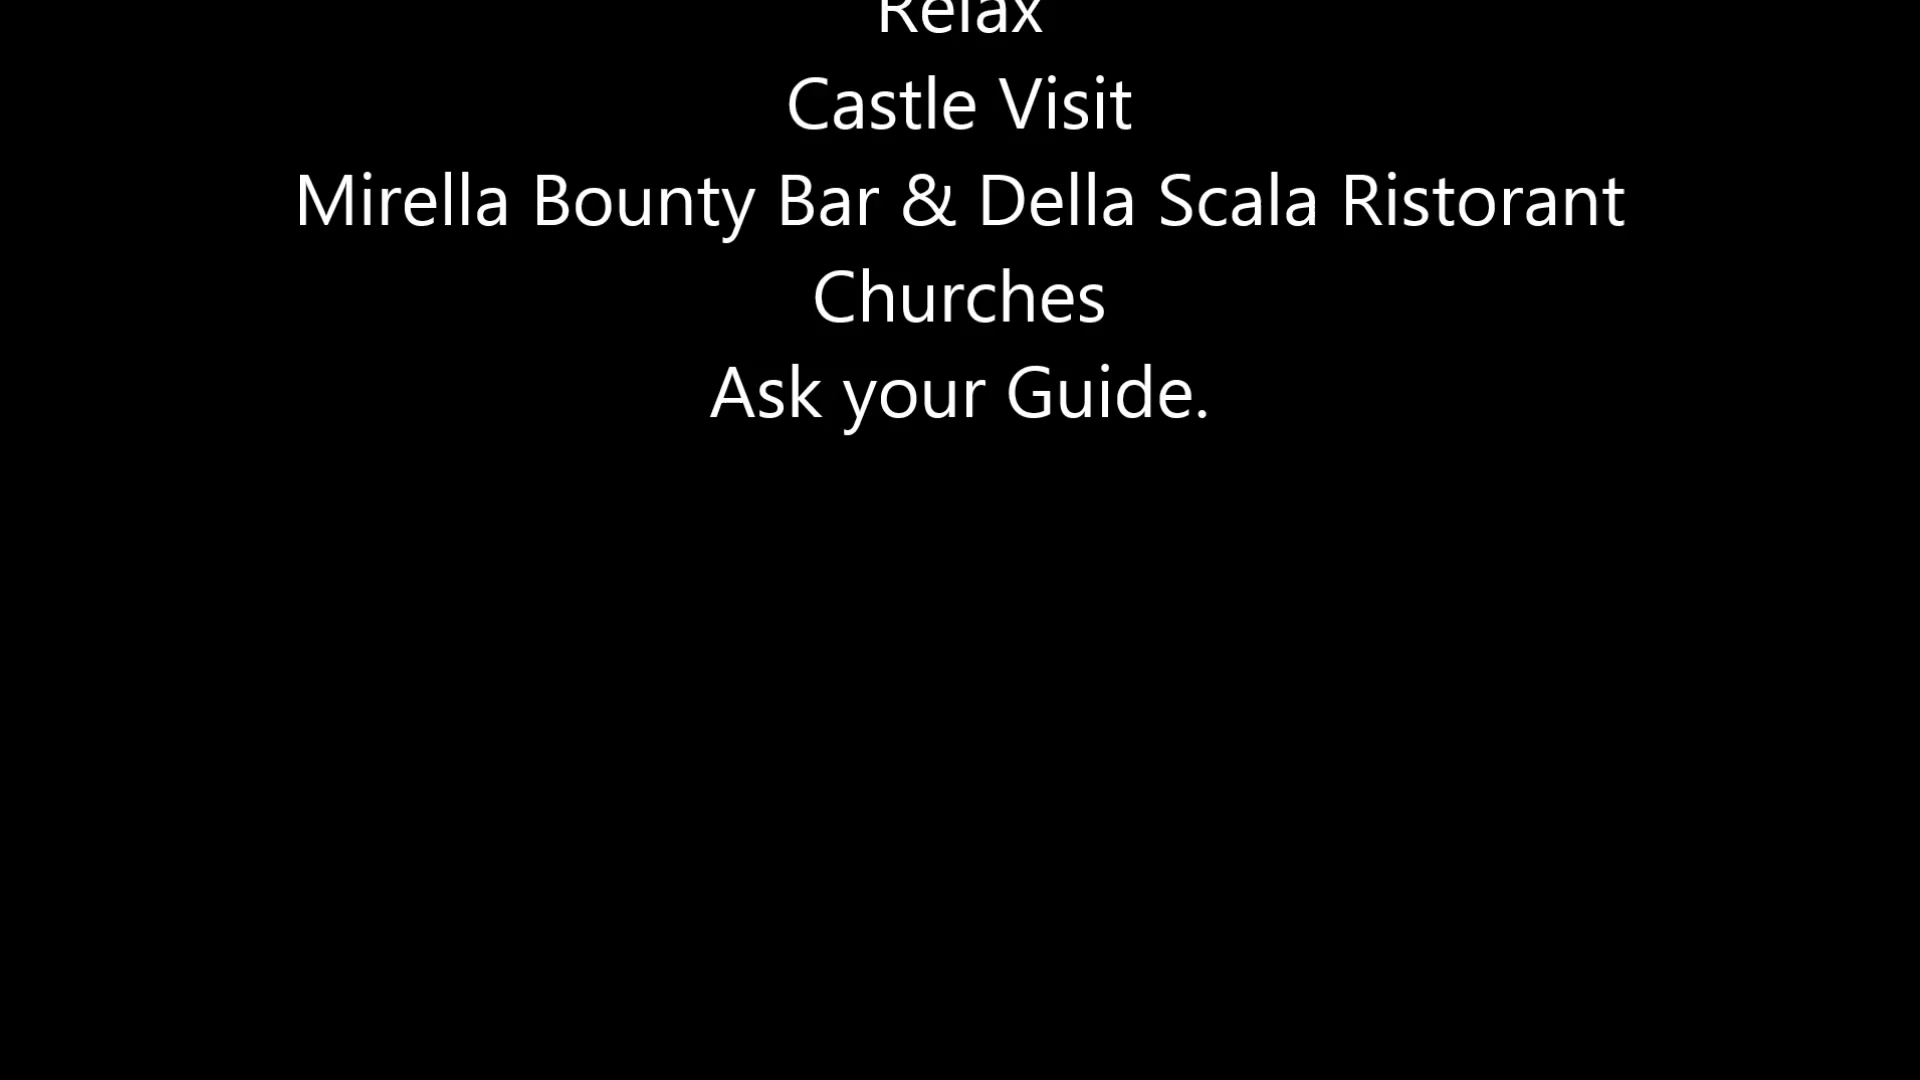 Relax
Castle Visit
Mirella Bounty Bar & Della Scala Ristorant
Churches
Ask your Guide.